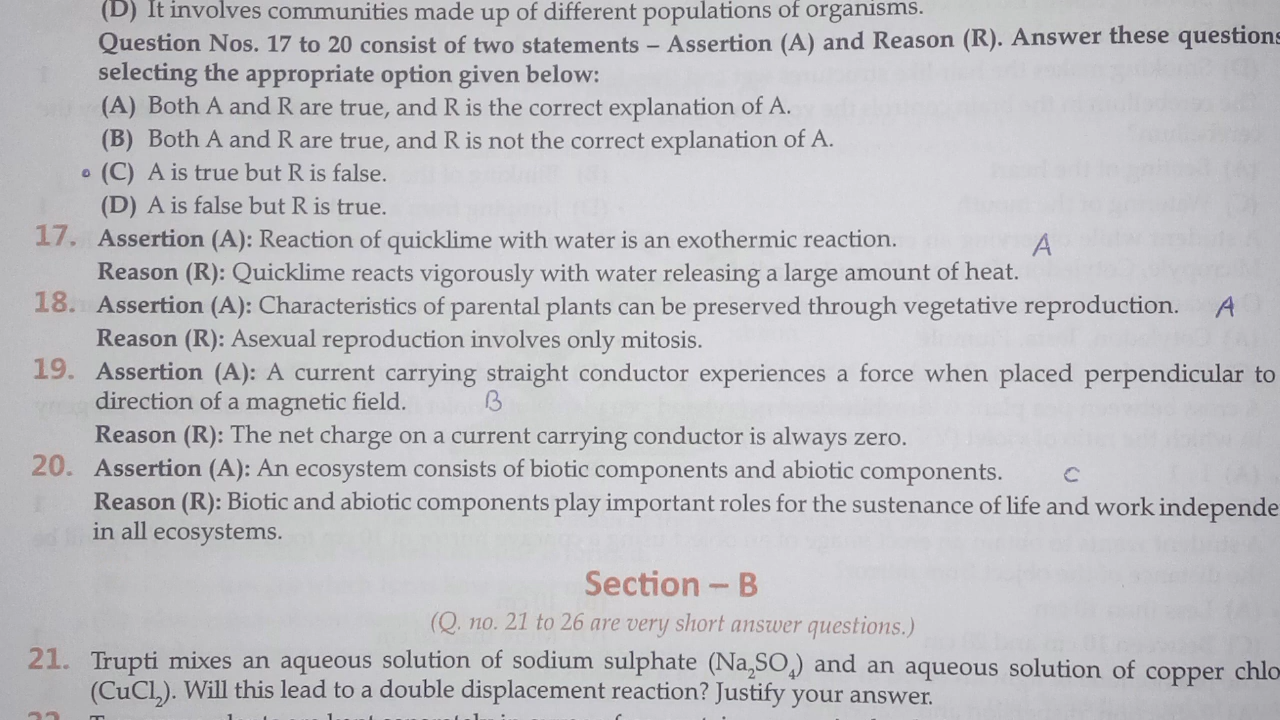 (D) It involves communities made up of different populations of organisms.
Question Nos. 17 to 20 consist of two statements – Assertion (A) and Reason (R). Answer these questions
selecting the appropriate option given below:
(A) Both A and R are true, and R is the correct explanation of A.
(B) Both A and R are true, and R is not the correct explanation of A.
(C) A is true but R is false.
(D) A is false but R is true.
17. Assertion (A): Reaction of quicklime with water is an exothermic reaction. A
Reason (R): Quicklime reacts vigorously with water releasing a large amount of heat.
18. Assertion (A): Characteristics of parental plants can be preserved through vegetative reproduction. A
Reason (R): Asexual reproduction involves only mitosis.
19. Assertion (A): A current carrying straight conductor experiences a force when placed perpendicular to
direction of a magnetic field. B
Reason (R): The net charge on a current carrying conductor is always zero.
20. Assertion (A): An ecosystem consists of biotic components and abiotic components. C
Reason (R): Biotic and abiotic components play important roles for the sustenance of life and work independe
in all ecosystems.
Section – B
(Q. no. 21 to 26 are very short answer questions.)
21. Trupti mixes an aqueous solution of sodium sulphate (Na₂SO₄) and an aqueous solution of copper chlo
(CuCl₂). Will this lead to a double displacement reaction? Justify your answer.